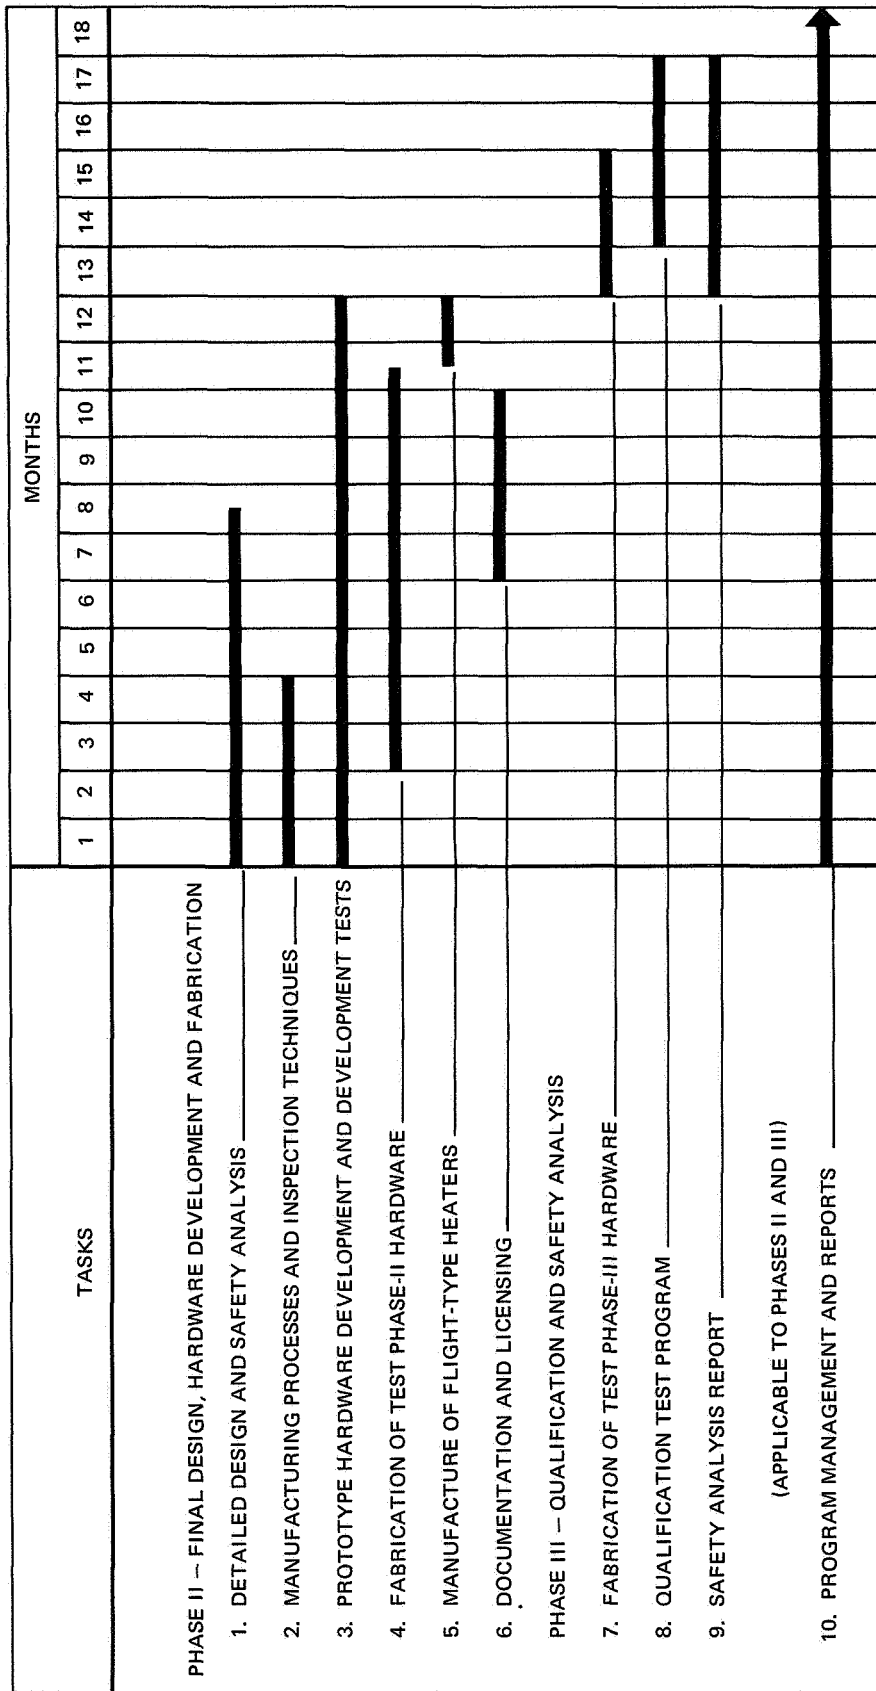 TASKS
MONTHS
1 2 3 4 5 6 7 8 9 10 11 12 13 14 15 16 17 18
PHASE II — FINAL DESIGN, HARDWARE DEVELOPMENT AND FABRICATION
1. DETAILED DESIGN AND SAFETY ANALYSIS
2. MANUFACTURING PROCESSES AND INSPECTION TECHNIQUES
3. PROTOTYPE HARDWARE DEVELOPMENT AND DEVELOPMENT TESTS
4. FABRICATION OF TEST PHASE-II HARDWARE
5. MANUFACTURE OF FLIGHT-TYPE HEATERS
6. DOCUMENTATION AND LICENSING
PHASE III — QUALIFICATION AND SAFETY ANALYSIS
7. FABRICATION OF TEST PHASE-III HARDWARE
8. QUALIFICATION TEST PROGRAM
9. SAFETY ANALYSIS REPORT
(APPLICABLE TO PHASES II AND III)
10. PROGRAM MANAGEMENT AND REPORTS